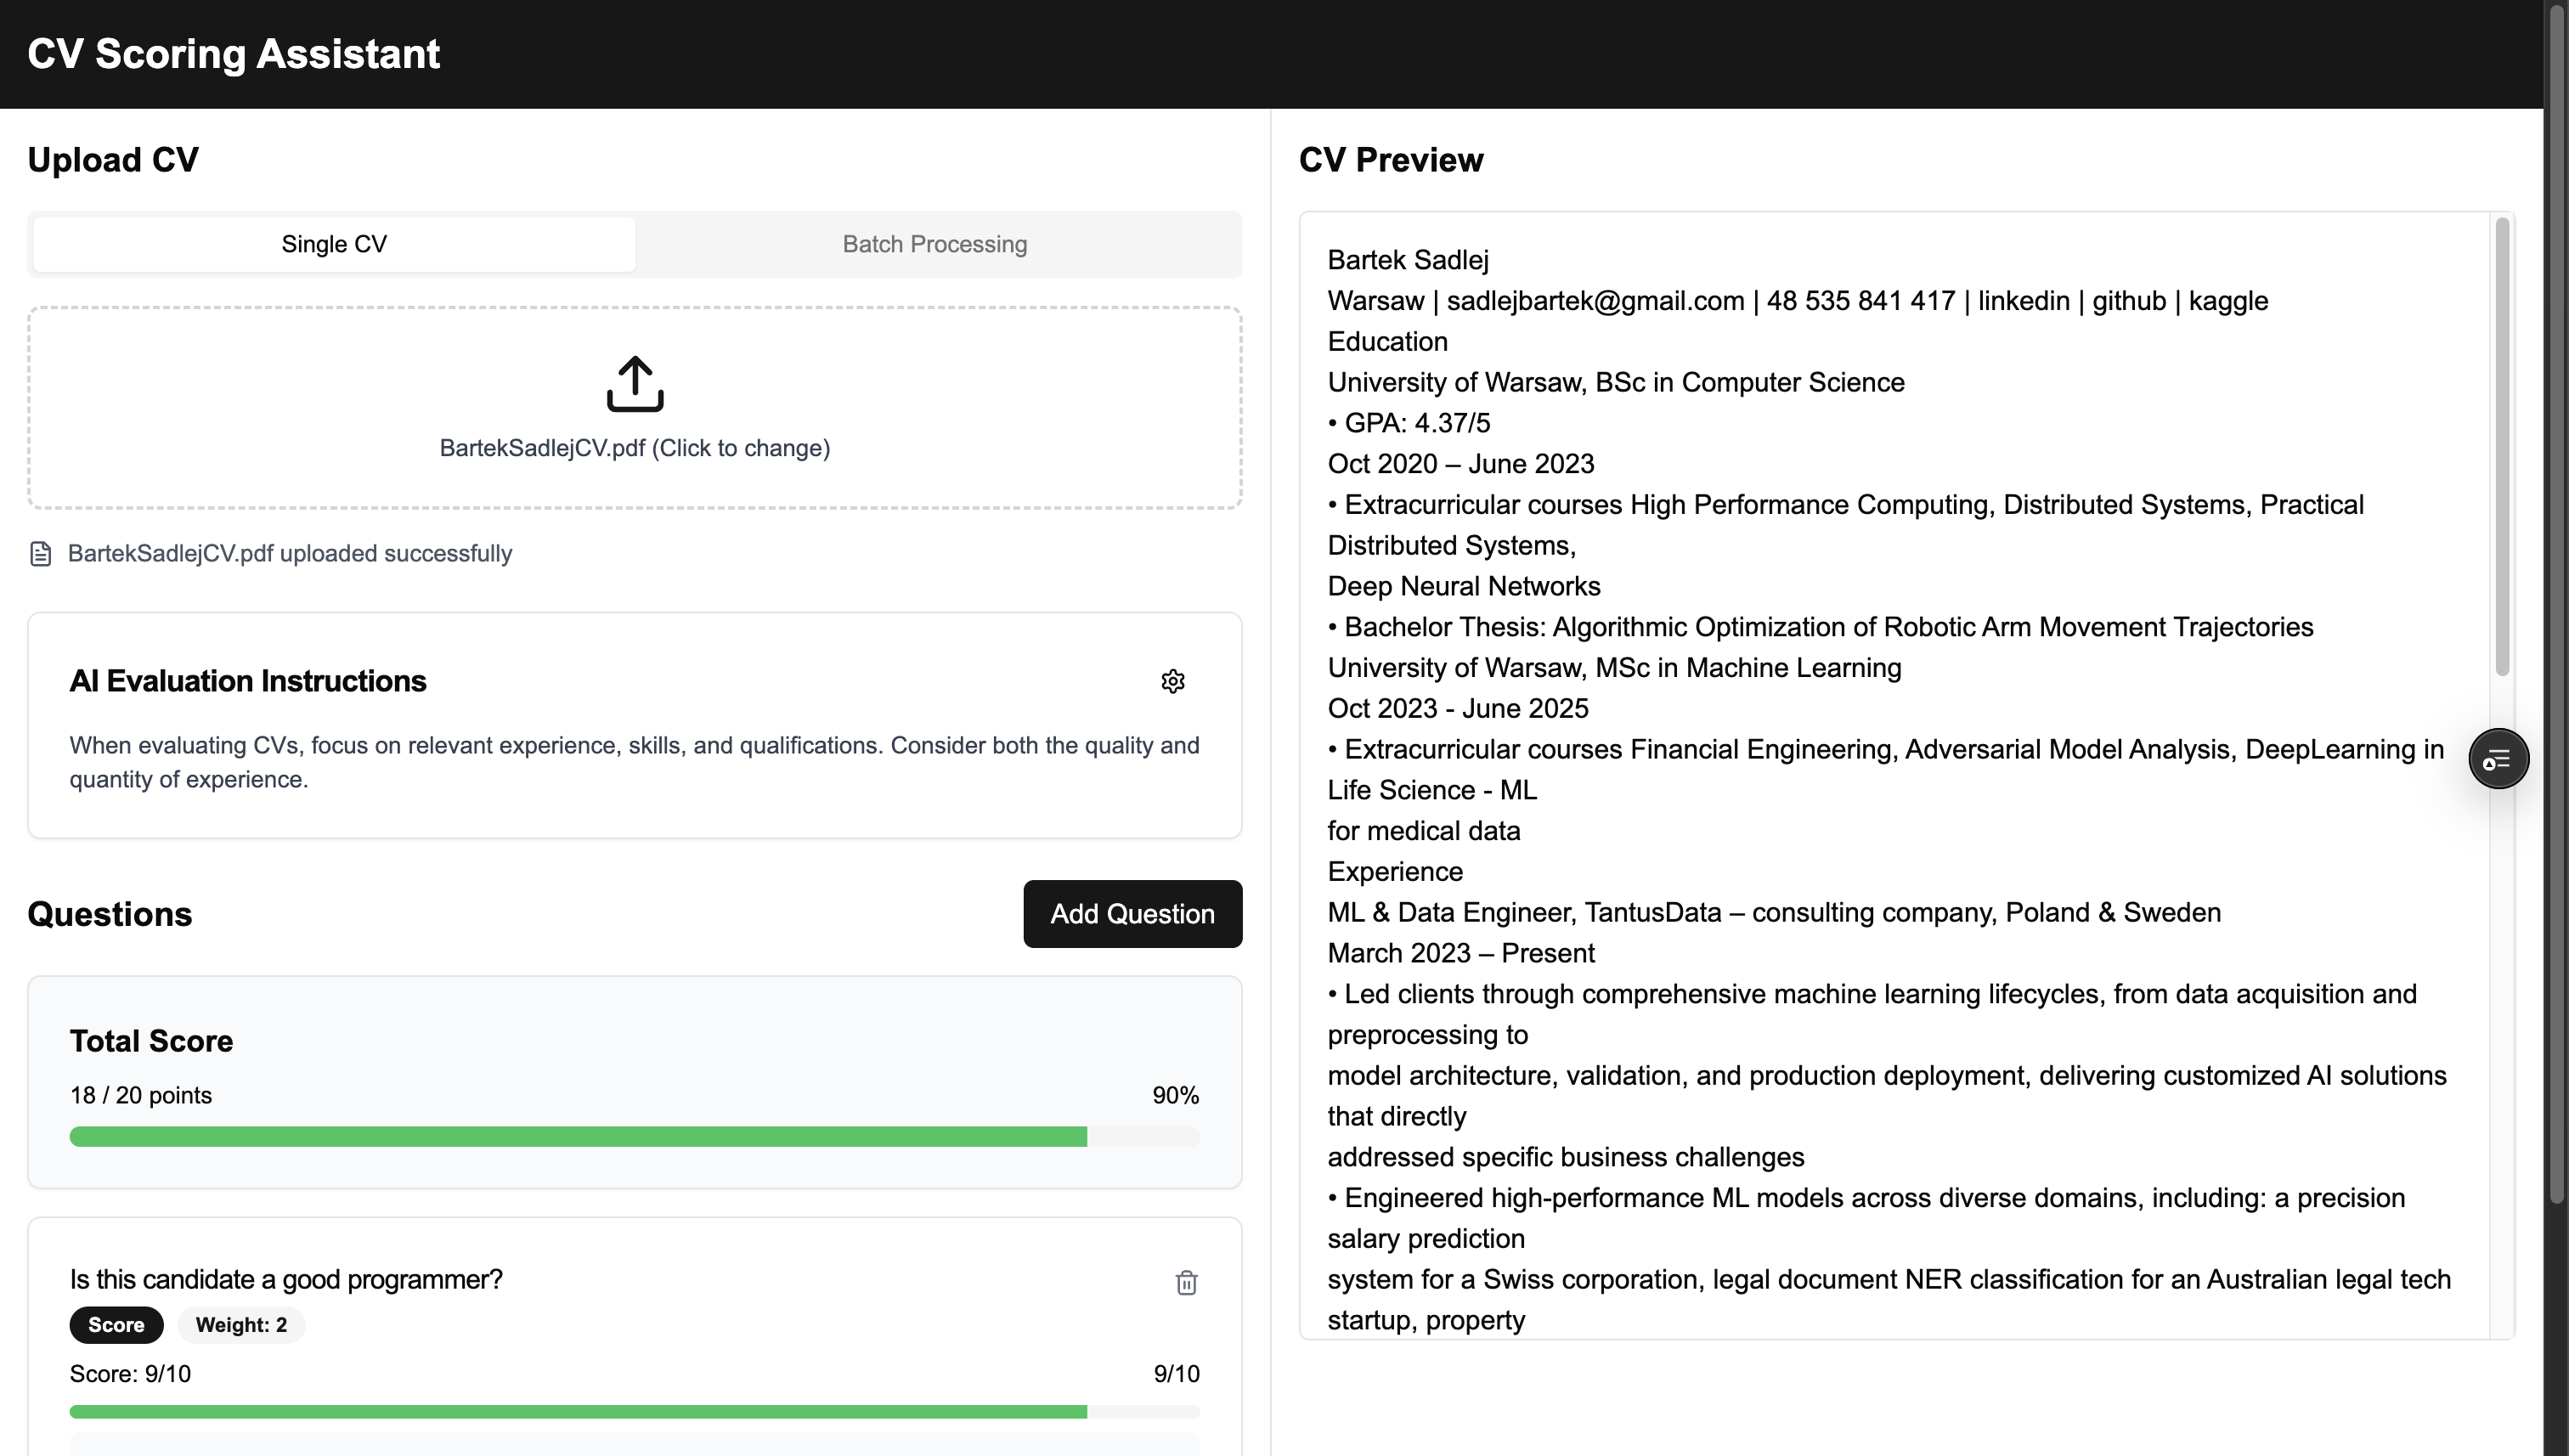 CV Scoring Assistant
Upload CV
Single CV
Batch Processing
BartekSadlejCV.pdf (Click to change)
BartekSadlejCV.pdf uploaded successfully
AI Evaluation Instructions
When evaluating CVs, focus on relevant experience, skills, and qualifications. Consider both the quality and
quantity of experience.
Questions
Add Question
Total Score
18 / 20 points
90%
Is this candidate a good programmer?
Score
Weight: 2
Score: 9/10
9/10
CV Preview
Bartek Sadlej
Warsaw | sadlejbartek@gmail.com | 48 535 841 417 | linkedin | github | kaggle
Education
University of Warsaw, BSc in Computer Science
• GPA: 4.37/5
Oct 2020 – June 2023
• Extracurricular courses High Performance Computing, Distributed Systems, Practical
Distributed Systems,
Deep Neural Networks
• Bachelor Thesis: Algorithmic Optimization of Robotic Arm Movement Trajectories
University of Warsaw, MSc in Machine Learning
Oct 2023 - June 2025
• Extracurricular courses Financial Engineering, Adversarial Model Analysis, DeepLearning in
Life Science - ML
for medical data
Experience
ML & Data Engineer, TantusData – consulting company, Poland & Sweden
March 2023 – Present
• Led clients through comprehensive machine learning lifecycles, from data acquisition and
preprocessing to
model architecture, validation, and production deployment, delivering customized AI solutions
that directly
addressed specific business challenges
• Engineered high-performance ML models across diverse domains, including: a precision
salary prediction
system for a Swiss corporation, legal document NER classification for an Australian legal tech
startup, property